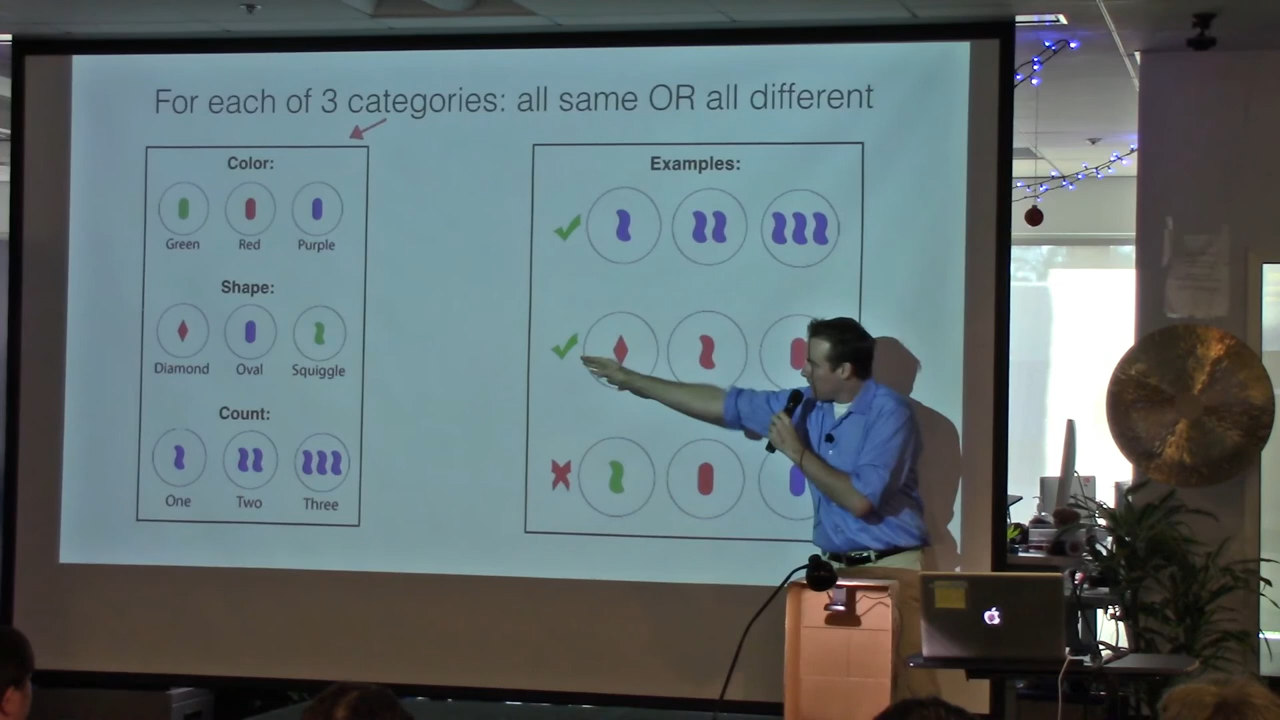 For each of 3 categories: all same OR all different
Color:
Green Red Purple
Shape:
Diamond Oval Squiggle
Count:
One Two Three
Examples: